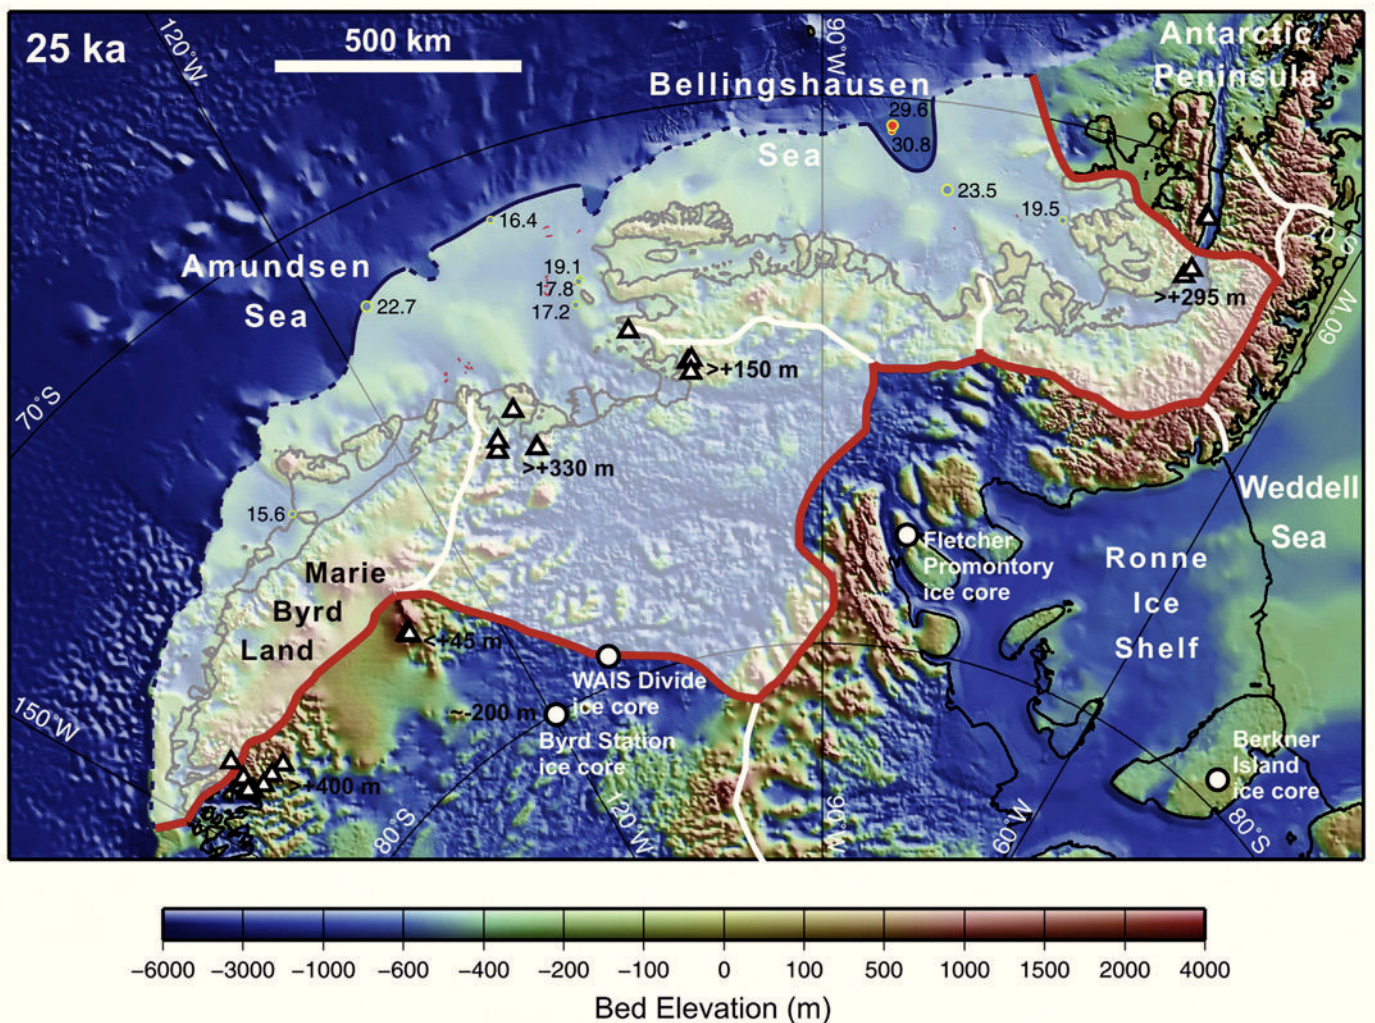 25 ka
500 km
120°W
90°W
Antarctic
Peninsula
Bellingshausen
Sea
29.6
30.8
23.5
19.5
16.4
Amundsen
Sea
19.1
17.8
17.2
22.7
>+295 m
60°W
70°S
>+150 m
>+330 m
15.6
Weddell
Sea
Fletcher
Promontory
ice core
Ronne
Ice
Shelf
Marie
Byrd
Land
<+45 m
WAIS Divide
ice core
~-200 m
Byrd Station
ice core
150°W
>+400 m
80°S
120°W
90°W
60°W
Berkner
Island
ice core
80°S
−6000 −3000 −1000 −600 −400 −200 −100 0 100 500 1000 1500 2000 4000
Bed Elevation (m)